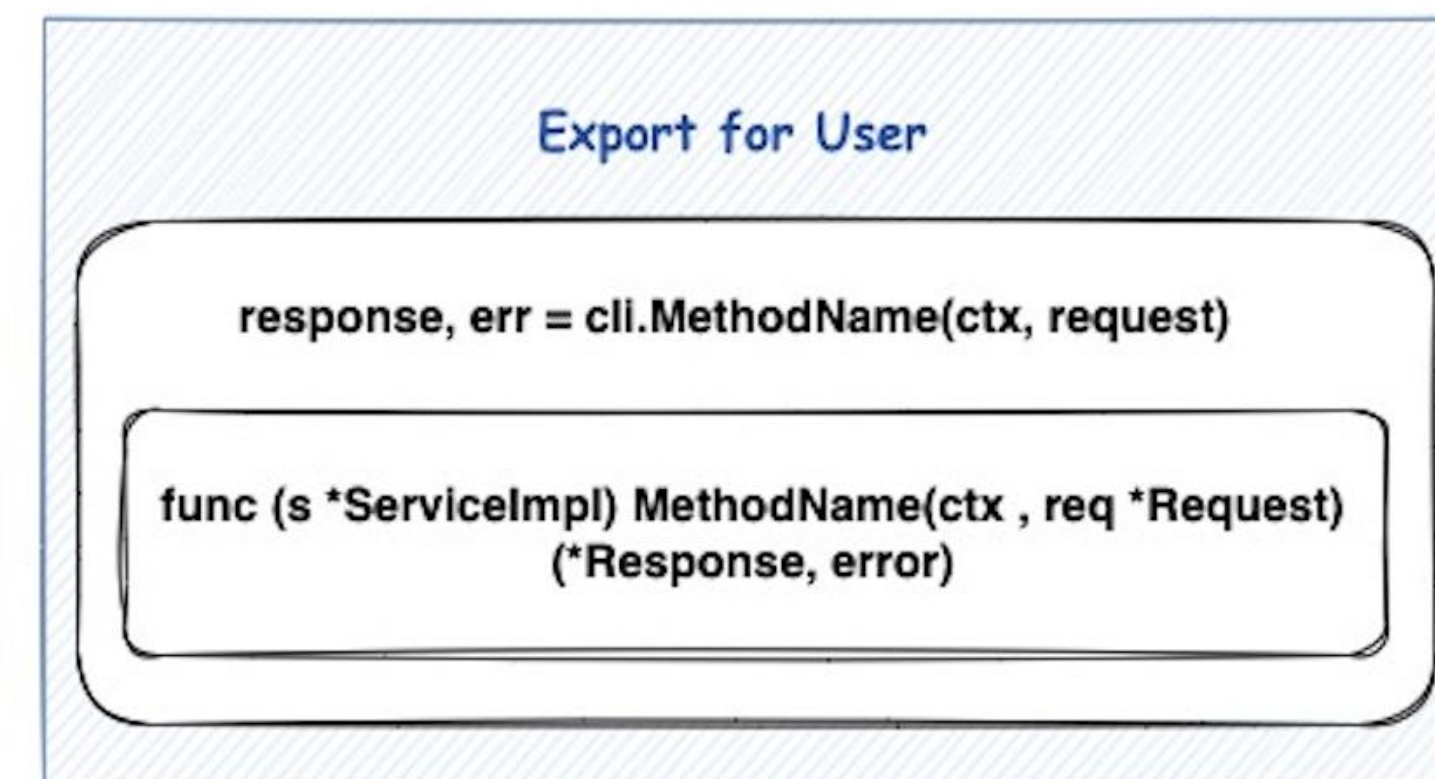 Export for User
response, err = cli.MethodName(ctx, request)
func (s *ServiceImpl) MethodName(ctx , req *Request)
(*Response, error)